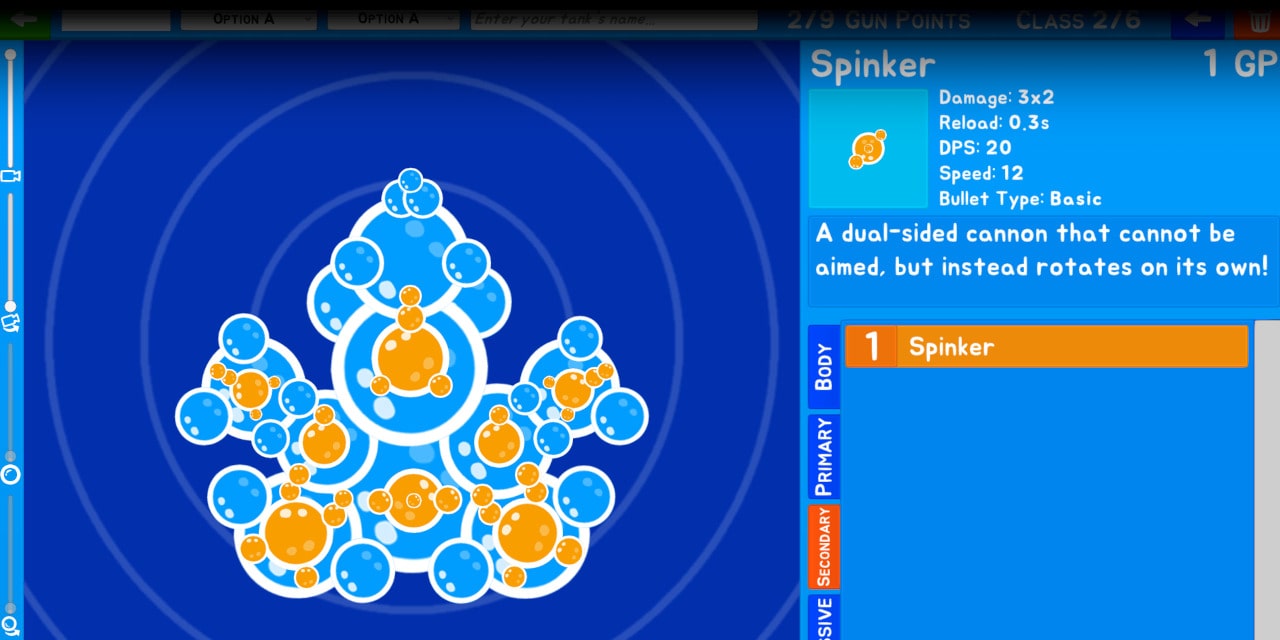 OPTION A
OPTION A
Enter your tank's name...
2/9 GUN POINTS
CLASS 2/6
Spinker
1 GP
Damage: 3x2
Reload: 0.3s
DPS: 20
Speed: 12
Bullet Type: Basic
A dual-sided cannon that cannot be
aimed, but instead rotates on its own!
BODY
1 Spinker
PRIMARY
SECONDARY
SSIVE